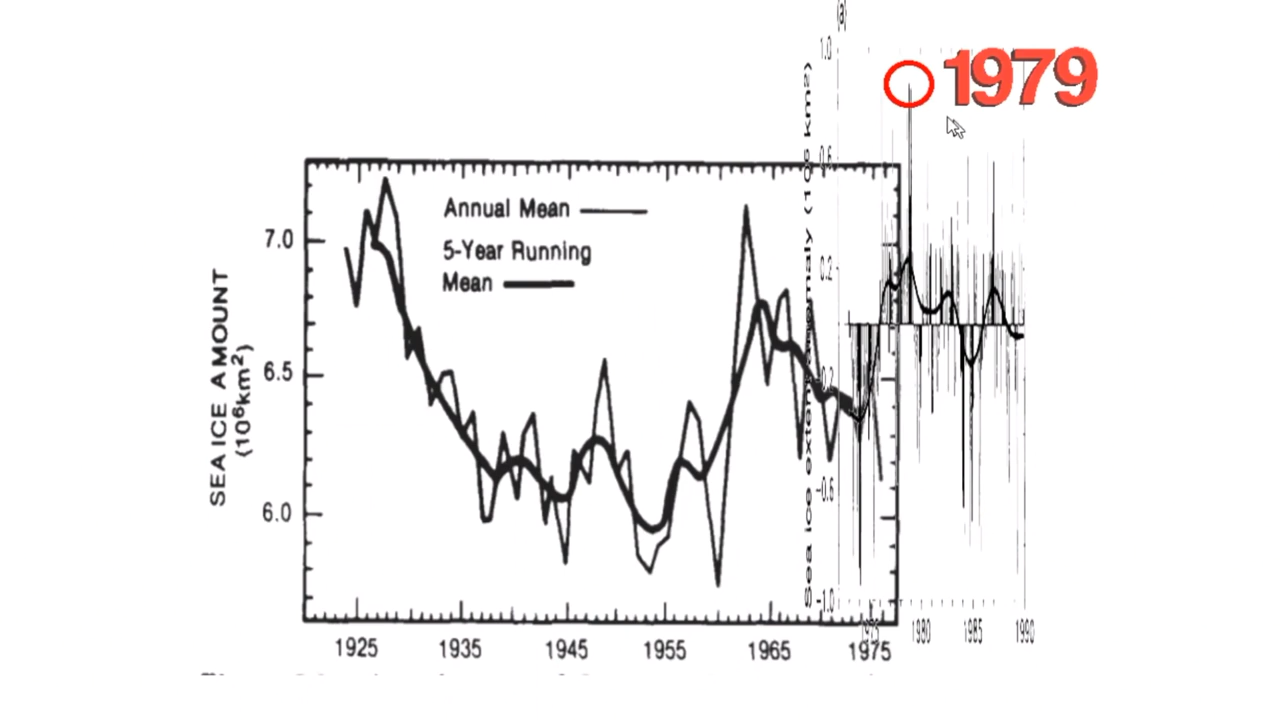 1979
1.0
0.6
0.2
-0.6
-1.0
Sea ice extent anomaly (10⁶ km²)
Annual Mean
5-Year Running
Mean
7.0
6.5
6.0
SEA ICE AMOUNT
(10⁶km²)
1925 1935 1945 1955 1965 1975
1980 1985 1990